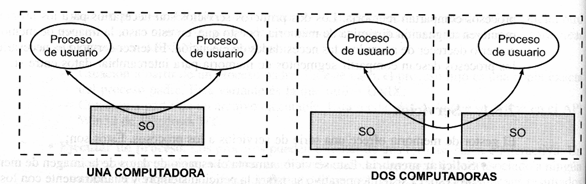 Proceso
de usuario
Proceso
de usuario
SO
UNA COMPUTADORA
Proceso
de usuario
Proceso
de usuario
SO
SO
DOS COMPUTADORAS